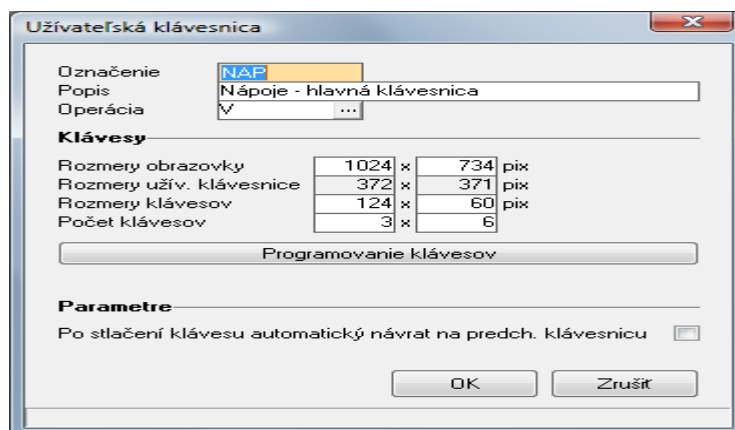 Užívateľská klávesnica
Označenie NAP
Popis Nápoje - hlavná klávesnica
Operácia V ...
Klávesy
Rozmery obrazovky 1024 x 734 pix
Rozmery užív. klávesnice 372 x 371 pix
Rozmery klávesov 124 x 60 pix
Počet klávesov 3 x 6
Programovanie klávesov
Parametre
Po stlačení klávesu automatický návrat na predch. klávesnicu
OK Zrušiť